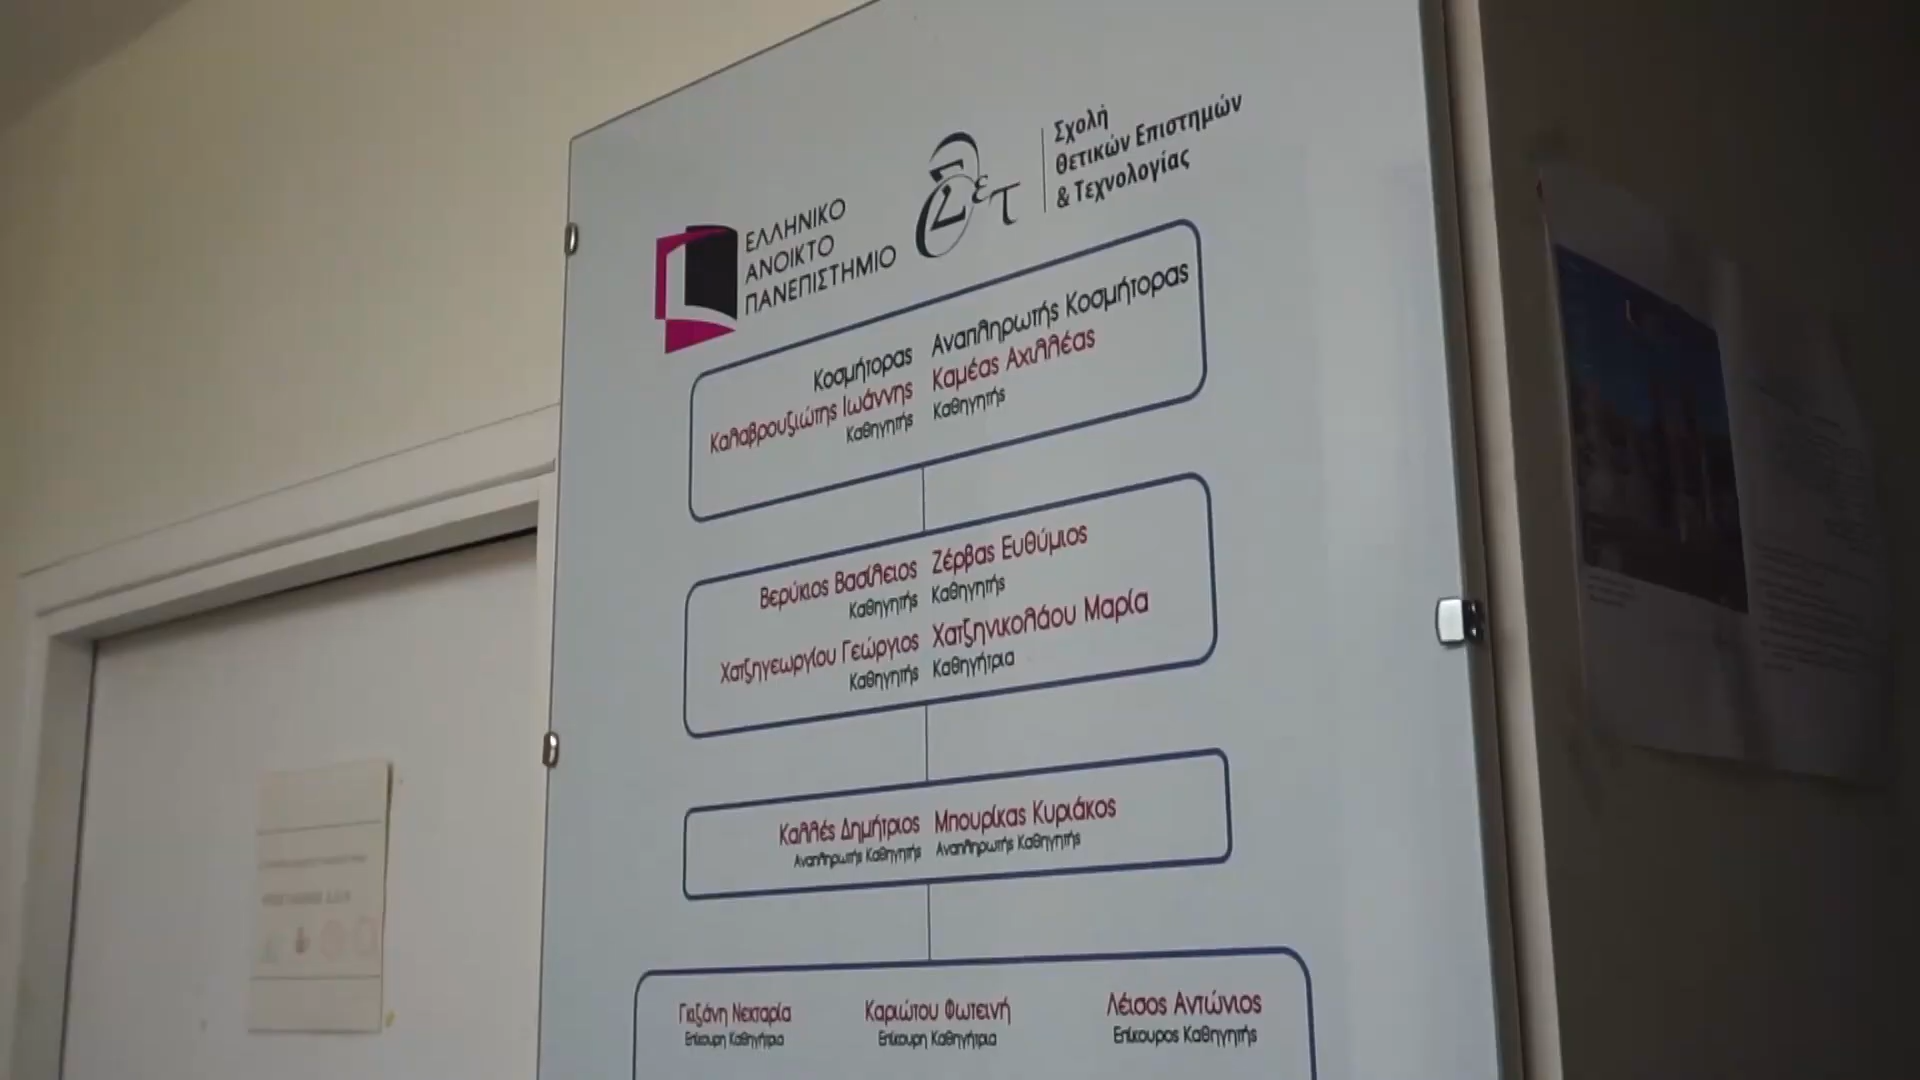 ΕΛΛΗΝΙΚΟ
ΑΝΟΙΚΤΟ
ΠΑΝΕΠΙΣΤΗΜΙΟ
Σχολή
Θετικών Επιστημών
& Τεχνολογίας
Κοσμήτορας
Καλαβρουζιώτης Ιωάννης
Καθηγητής
Αναπληρωτής Κοσμήτορας
Καμέας Αχιλλέας
Καθηγητής
Βερύκιος Βασίλειος
Καθηγητής
Ζέρβας Ευθύμιος
Καθηγητής
Χατζηγεωργίου Γεώργιος
Καθηγητής
Χατζηνικολάου Μαρία
Καθηγήτρια
Καλλές Δημήτριος
Αναπληρωτής Καθηγητής
Μπουρίκας Κυριάκος
Αναπληρωτής Καθηγητής
Γιαζάνη Νεκταρία
Επίκουρη Καθηγήτρια
Καριώτου Φωτεινή
Επίκουρη Καθηγήτρια
Λέισος Αντώνιος
Επίκουρος Καθηγητής